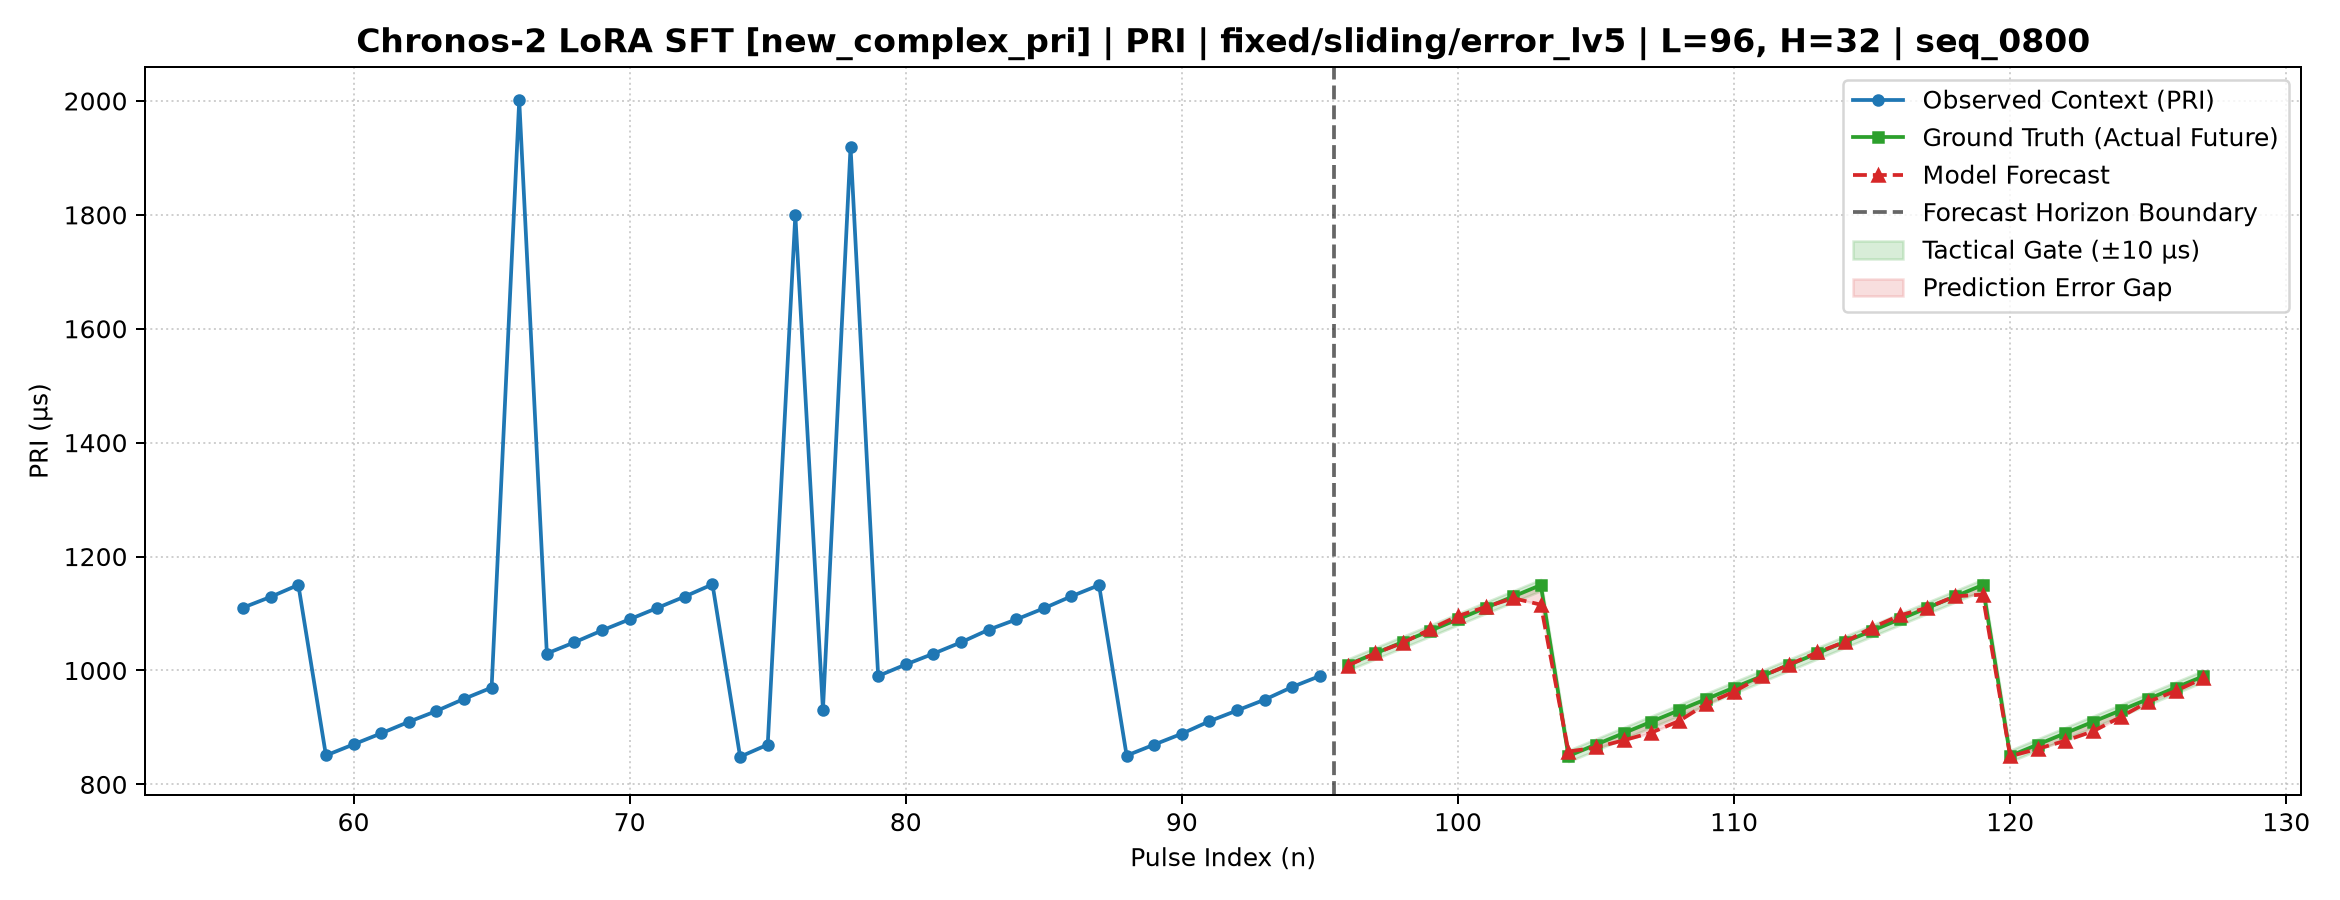 Chronos-2 LoRA SFT [new_complex_pri] | PRI | fixed/sliding/error_lv5 | L=96, H=32 | seq_0800
PRI (µs)
2000
1800
1600
1400
1200
1000
800
Observed Context (PRI)
Ground Truth (Actual Future)
Model Forecast
Forecast Horizon Boundary
Tactical Gate (±10 µs)
Prediction Error Gap
60 70 80 90 100 110 120 130
Pulse Index (n)